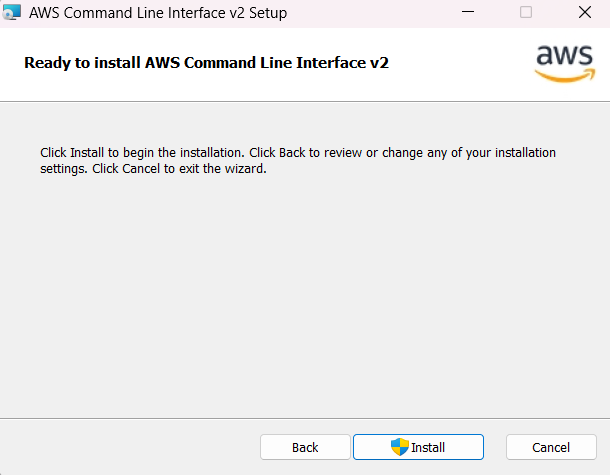 AWS Command Line Interface v2 Setup
Ready to install AWS Command Line Interface v2
aws
Click Install to begin the installation. Click Back to review or change any of your installation
settings. Click Cancel to exit the wizard.
Back
Install
Cancel